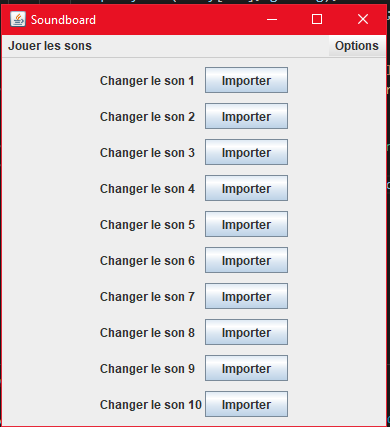 Soundboard
Jouer les sons Options
Changer le son 1 Importer
Changer le son 2 Importer
Changer le son 3 Importer
Changer le son 4 Importer
Changer le son 5 Importer
Changer le son 6 Importer
Changer le son 7 Importer
Changer le son 8 Importer
Changer le son 9 Importer
Changer le son 10 Importer